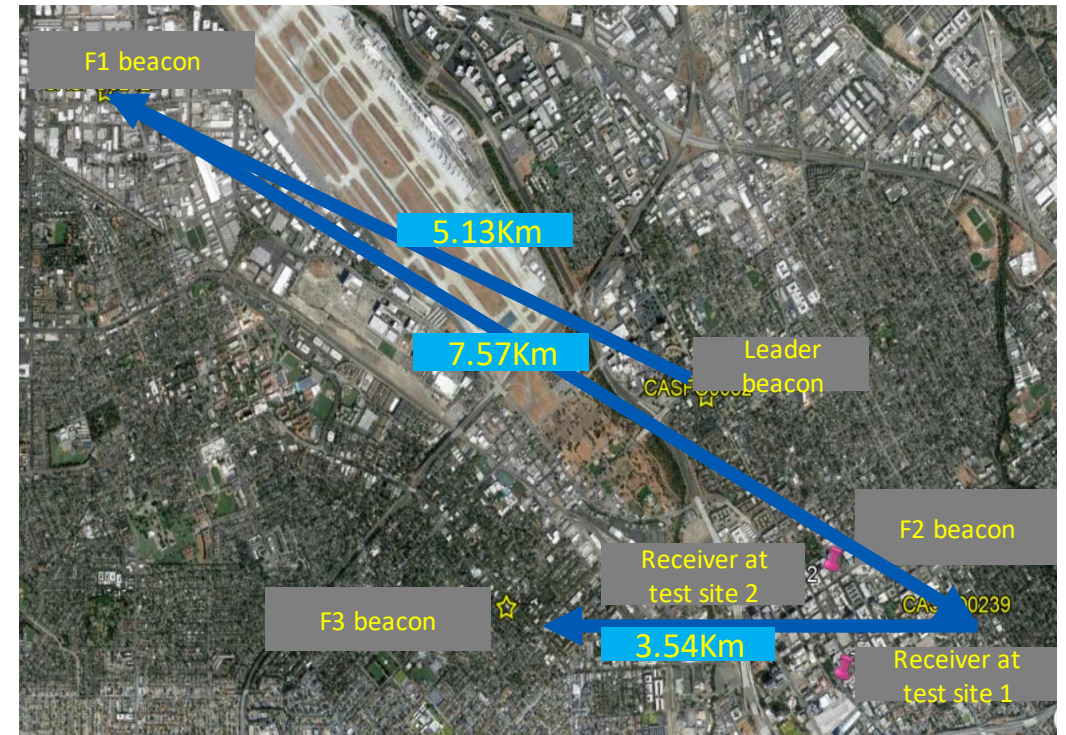 F1 beacon
5.13Km
7.57Km
Leader
beacon
F2 beacon
Receiver at
test site 2
2
F3 beacon
3.54Km
Receiver at
test site 1